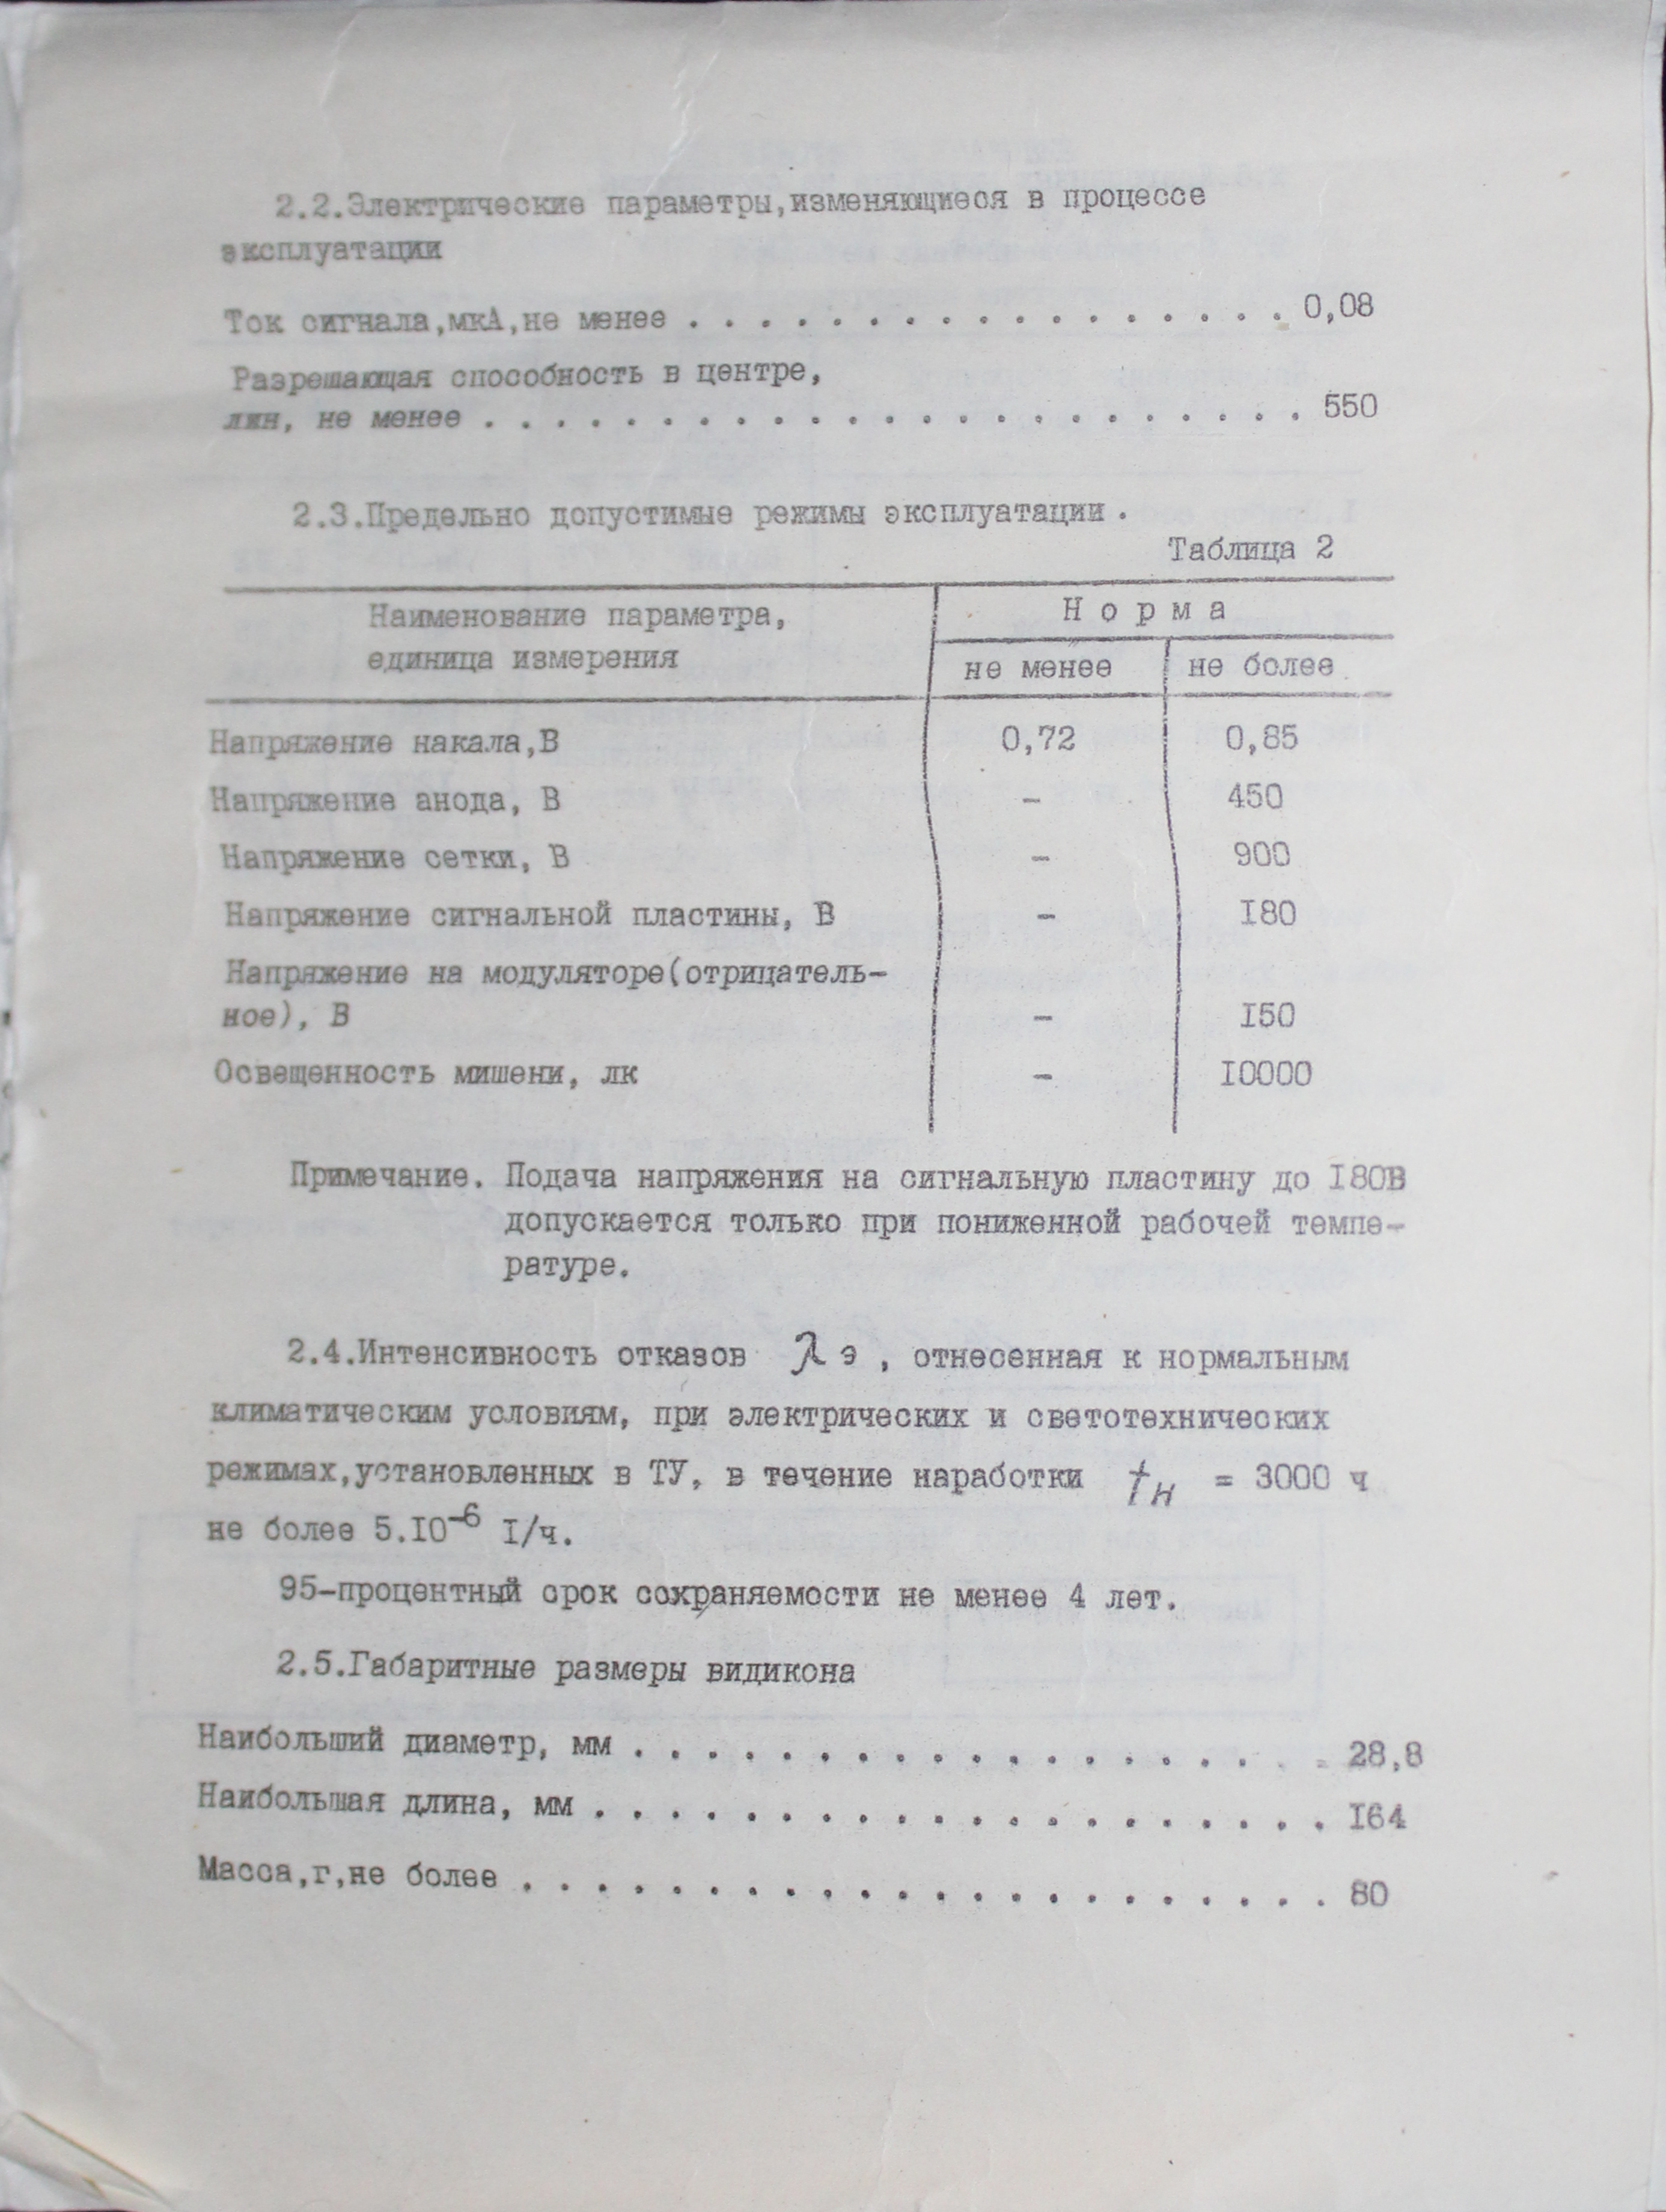 2.2.Электрические параметры,изменяющиеся в процессе
эксплуатации
Ток сигнала,мкА,не менее . . . . . . . . . . . . . . . . . 0,08
Разрешающая способность в центре,
лин, не менее . . . . . . . . . . . . . . . . . . . . . . . 550
2.3.Предельно допустимые режимы эксплуатации.
Таблица 2
Наименование параметра, Н о р м а
единица измерения не менее не более
Напряжение накала,В 0,72 0,85
Напряжение анода, В - 450
Напряжение сетки, В - 900
Напряжение сигнальной пластины, В - I80
Напряжение на модуляторе(отрицатель-
ное), В - I50
Освещенность мишени, лк - I0000
Примечание. Подача напряжения на сигнальную пластину до I80В
допускается только при пониженной рабочей темпе-
ратуре.
2.4.Интенсивность отказов λ э , отнесенная к нормальным
климатическим условиям, при электрических и светотехнических
режимах,установленных в ТУ, в течение наработки tн = 3000 ч
не более 5.I0⁻⁶ I/ч.
95-процентный срок сохраняемости не менее 4 лет.
2.5.Габаритные размеры видикона
Наибольший диаметр, мм . . . . . . . . . . . . . . . . . . . 28,8
Наибольшая длина, мм . . . . . . . . . . . . . . . . . . . . I64
Масса,г,не более . . . . . . . . . . . . . . . . . . . . . . 80